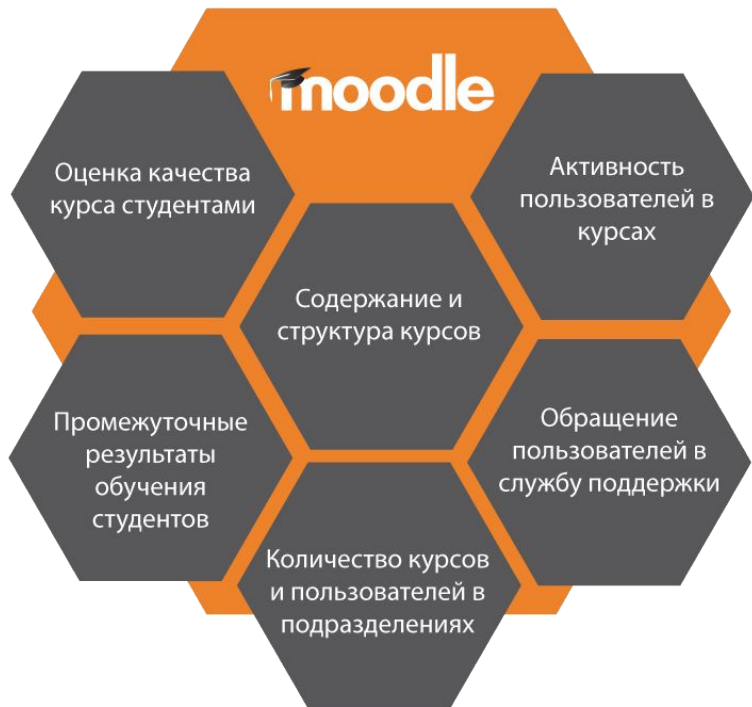 moodle
Оценка качества
курса студентами
Активность
пользователей в
курсах
Содержание и
структура курсов
Промежуточные
результаты
обучения
студентов
Обращение
пользователей в
службу поддержки
Количество курсов
и пользователей в
подразделениях